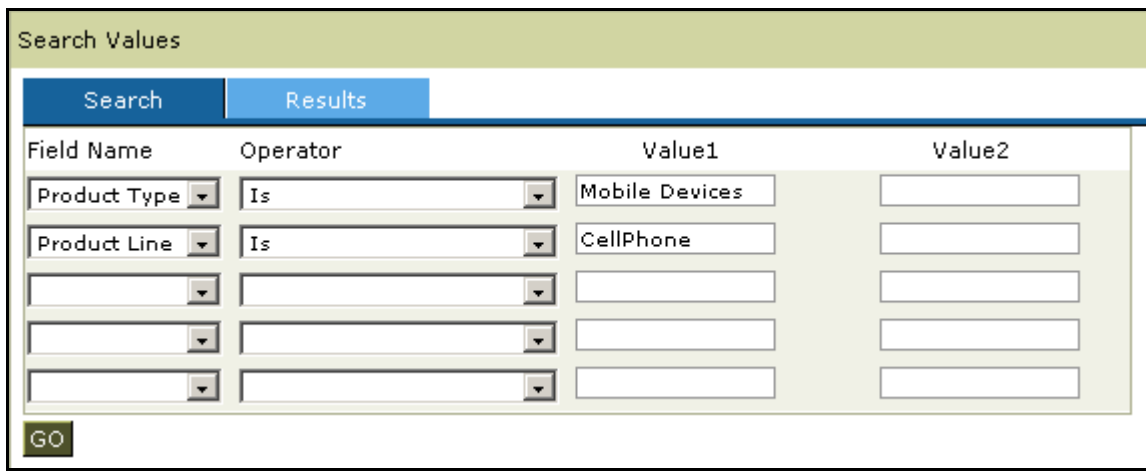 Search Values
Search Results
Field Name Operator Value1 Value2
Product Type Is Mobile Devices
Product Line Is CellPhone
GO